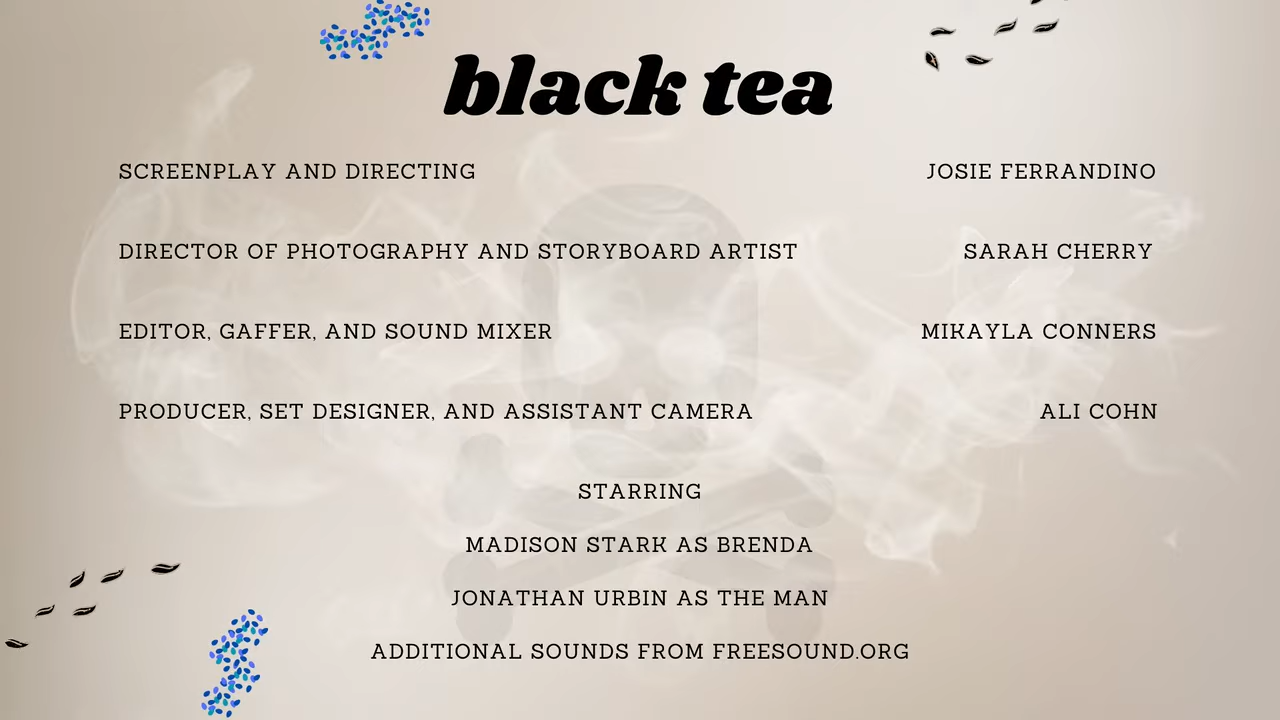 black tea
SCREENPLAY AND DIRECTING JOSIE FERRANDINO
DIRECTOR OF PHOTOGRAPHY AND STORYBOARD ARTIST SARAH CHERRY
EDITOR, GAFFER, AND SOUND MIXER MIKAYLA CONNERS
PRODUCER, SET DESIGNER, AND ASSISTANT CAMERA ALI COHN
STARRING
MADISON STARK AS BRENDA
JONATHAN URBIN AS THE MAN
ADDITIONAL SOUNDS FROM FREESOUND.ORG